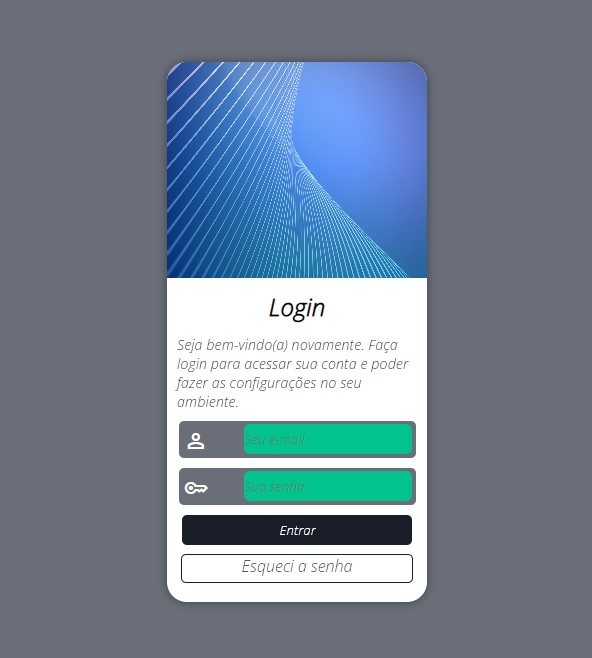 Login
Seja bem-vindo(a) novamente. Faça
login para acessar sua conta e poder
fazer as configurações no seu
ambiente.
Seu e-mail
Sua senha
Entrar
Esqueci a senha